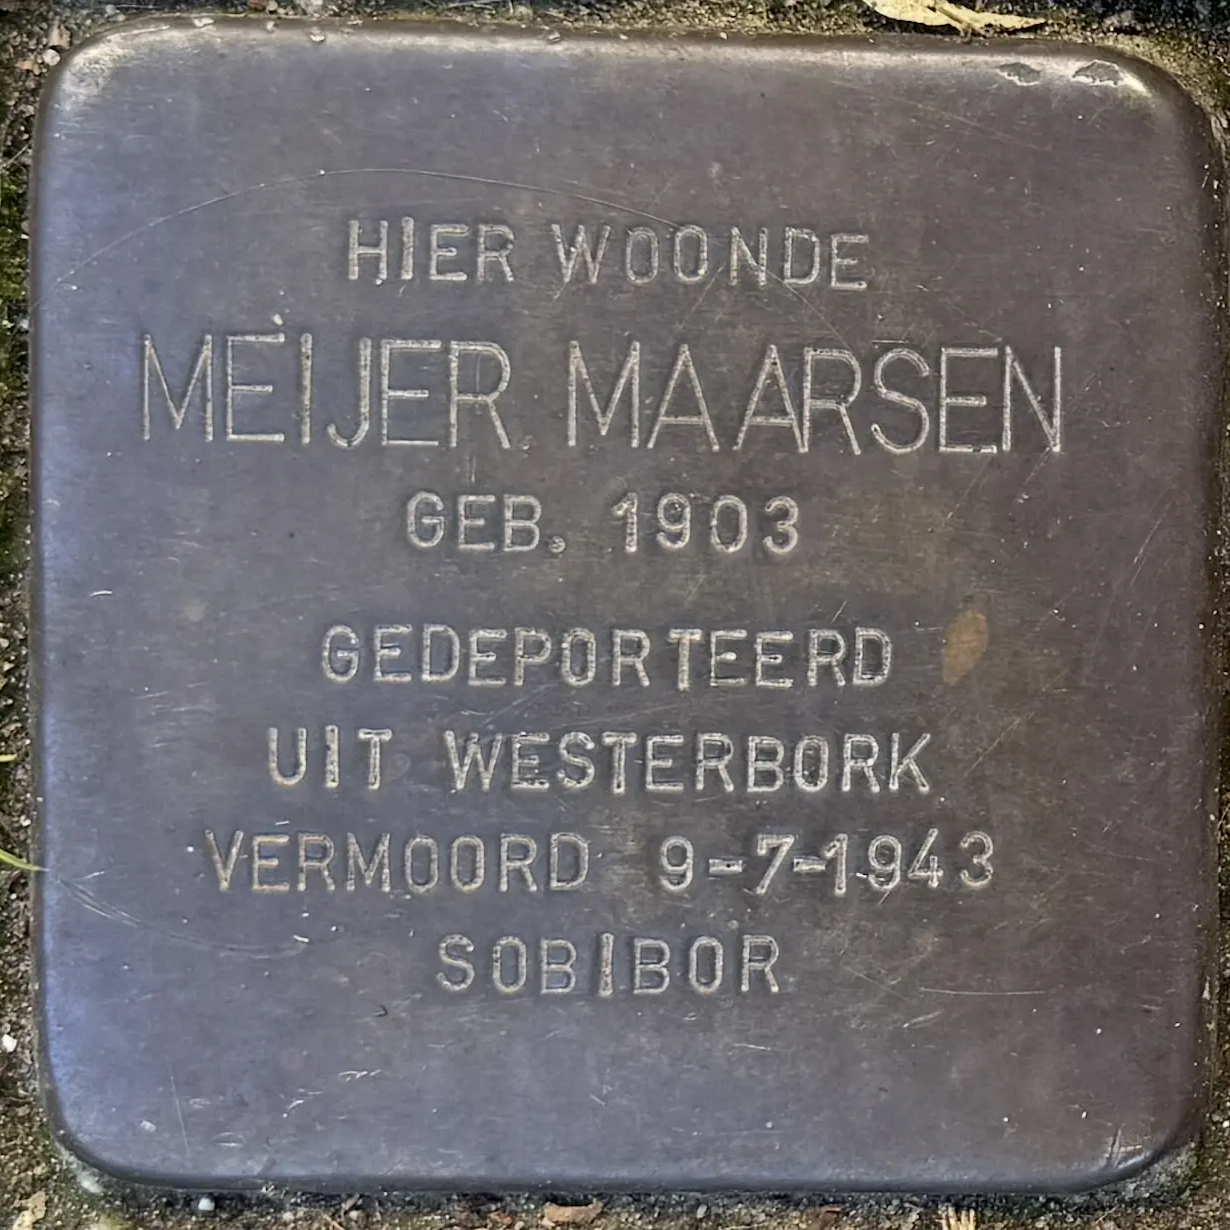 HIER WOONDE
MEIJER MAARSEN
GEB. 1903
GEDEPORTEERD
UIT WESTERBORK
VERMOORD 9-7-1943
SOBIBOR